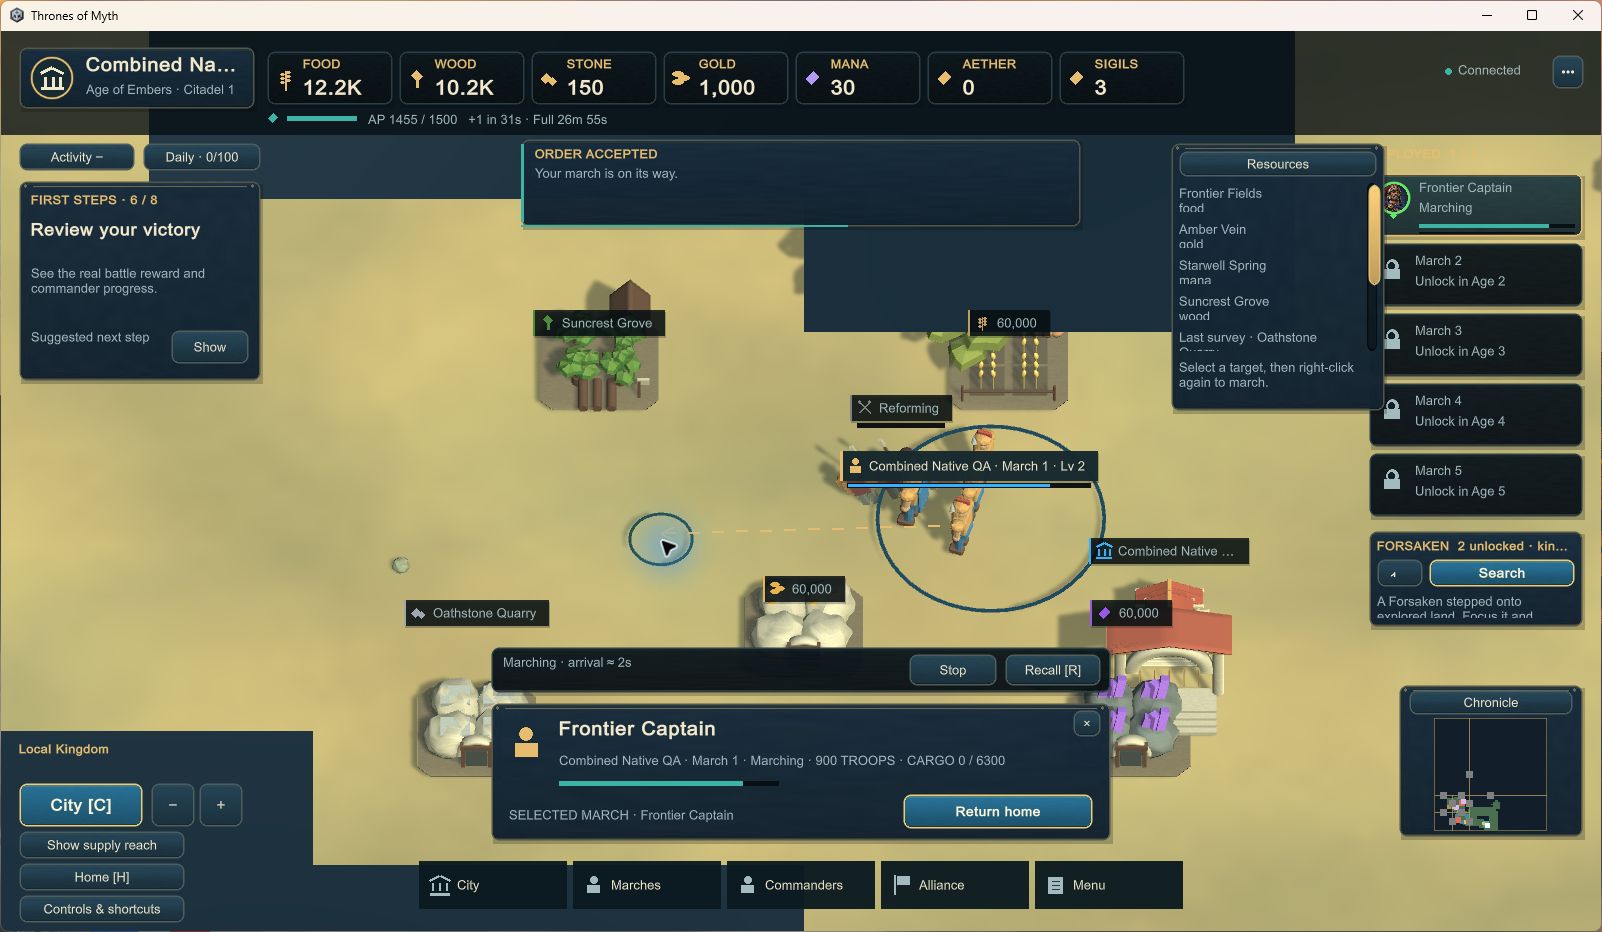 Thrones of Myth
Combined Na...
Age of Embers · Citadel 1
FOOD
12.2K
WOOD
10.2K
STONE
150
GOLD
1,000
MANA
30
AETHER
0
SIGILS
3
Connected
AP 1455 / 1500 +1 in 31s · Full 26m 55s
Activity –
Daily · 0/100
FIRST STEPS · 6 / 8
Review your victory
See the real battle reward and
commander progress.
Suggested next step
Show
ORDER ACCEPTED
Your march is on its way.
Resources
Frontier Fields
food
Amber Vein
gold
Starwell Spring
mana
Suncrest Grove
wood
Last survey · Oathstone
Select a target, then right-click
again to march.
Frontier Captain
Marching
March 2
Unlock in Age 2
March 3
Unlock in Age 3
March 4
Unlock in Age 4
March 5
Unlock in Age 5
FORSAKEN 2 unlocked · kin...
Search
A Forsaken stepped onto
explored land. Focus it and
Chronicle
Suncrest Grove
60,000
Reforming
Combined Native QA · March 1 · Lv 2
Combined Native ...
60,000
60,000
Oathstone Quarry
Marching · arrival ≈ 2s
Stop
Recall [R]
Frontier Captain
×
Combined Native QA · March 1 · Marching · 900 TROOPS · CARGO 0 / 6300
SELECTED MARCH · Frontier Captain
Return home
Local Kingdom
City [C]
−
+
Show supply reach
Home [H]
Controls & shortcuts
City
Marches
Commanders
Alliance
Menu